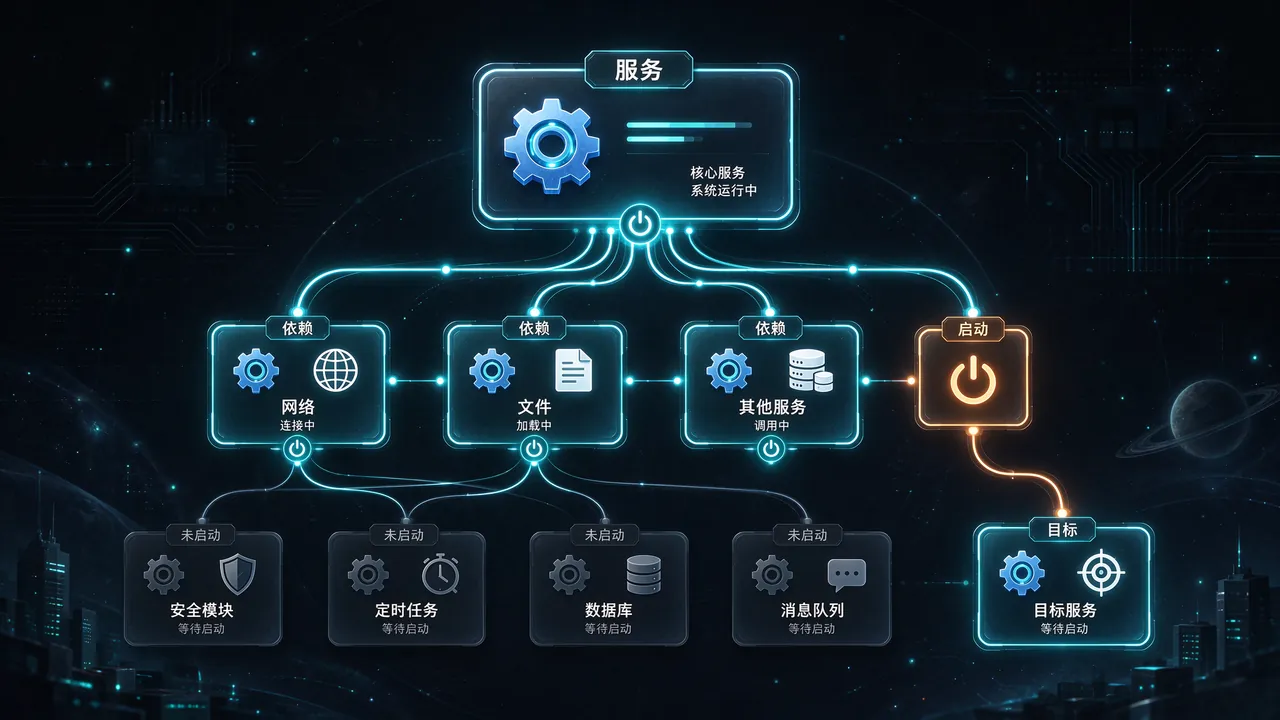 服务
核心服务
系统运行中
依赖
网络
连接中
依赖
文件
加载中
依赖
其他服务
调用中
启动
未启动
安全模块
等待启动
未启动
定时任务
等待启动
未启动
数据库
等待启动
未启动
消息队列
等待启动
目标
目标服务
等待启动